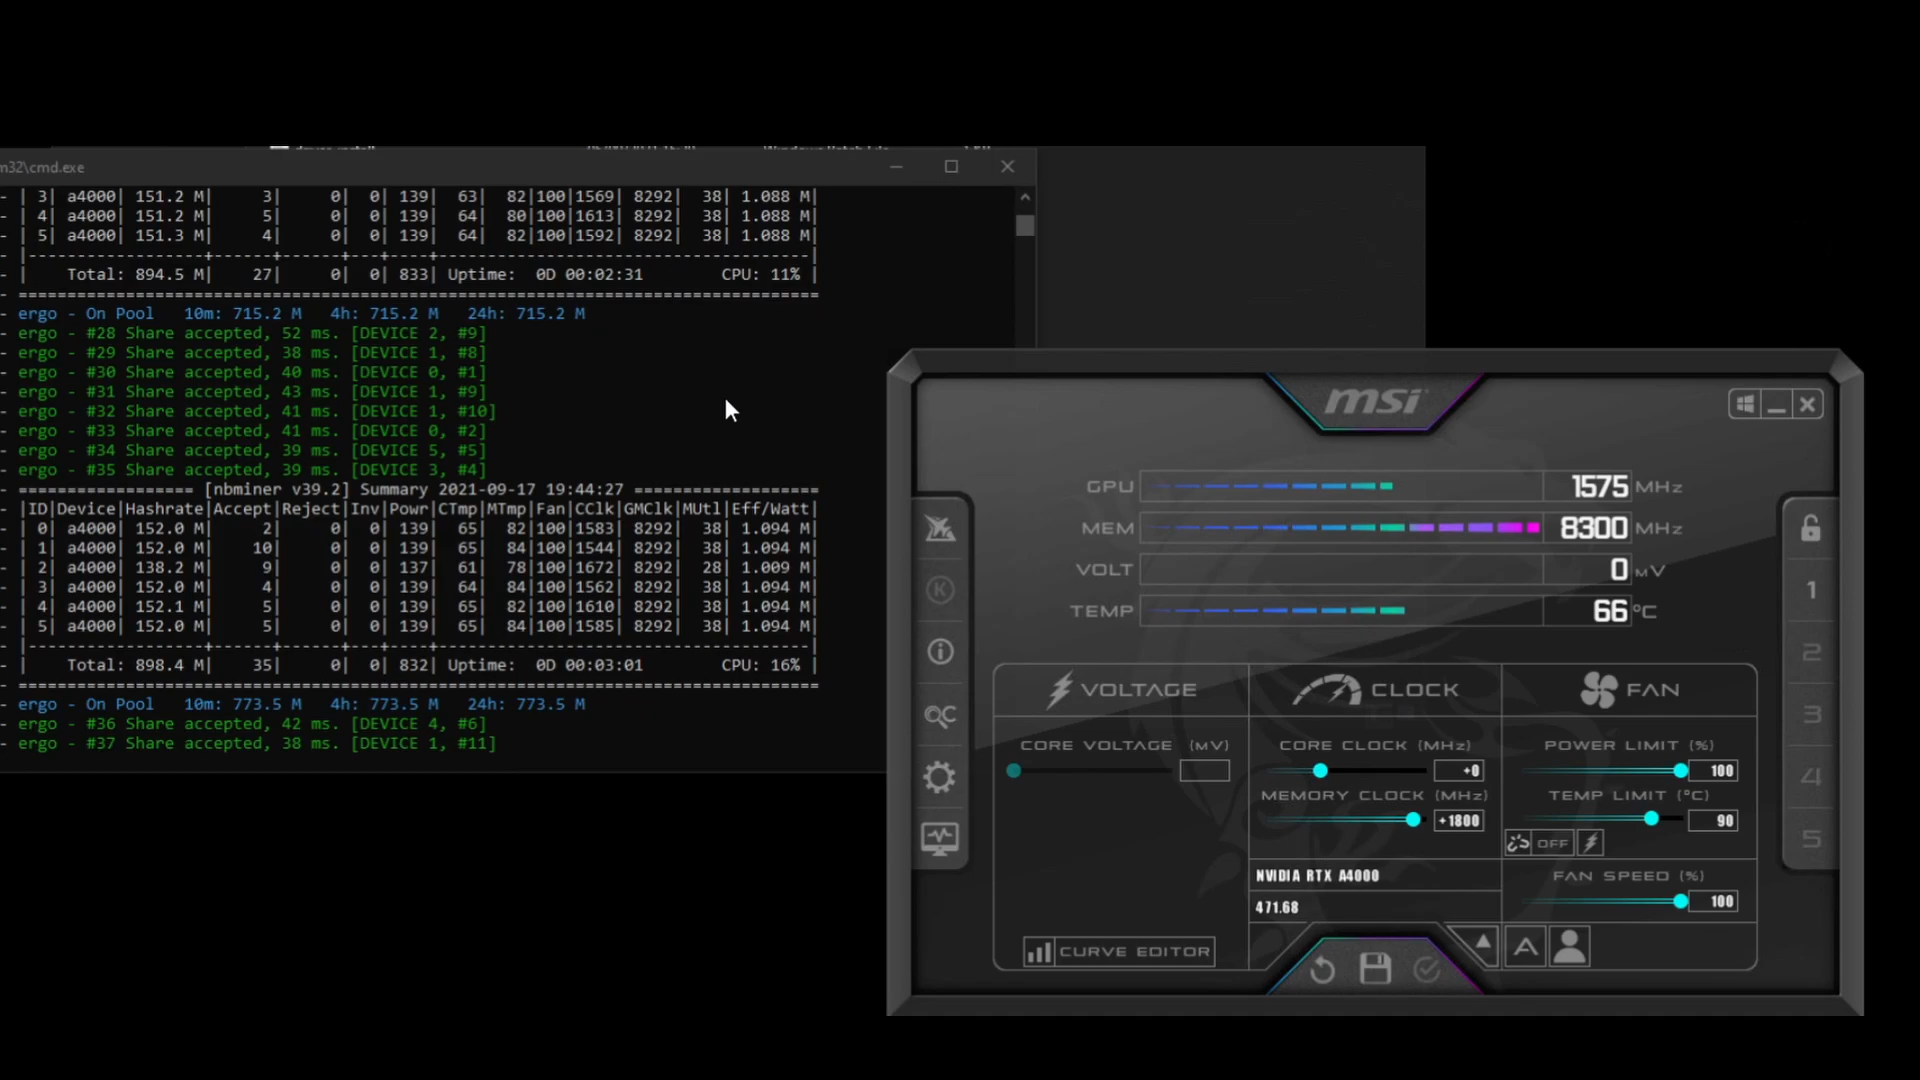 m32\cmd.exe
- | 3| a4000| 151.2 M| 3| 0| 0| 139| 63| 82|100|1569| 8292| 38| 1.088 M|
- | 4| a4000| 151.2 M| 5| 0| 0| 139| 64| 80|100|1613| 8292| 38| 1.088 M|
- | 5| a4000| 151.3 M| 4| 0| 0| 139| 64| 82|100|1592| 8292| 38| 1.088 M|
- |------------------+------+------+---+----+--------------------------------------|
- | Total: 894.5 M| 27| 0| 0| 833| Uptime: 0D 00:02:31 CPU: 11% |
- ==================================================================================
- ergo - On Pool 10m: 715.2 M 4h: 715.2 M 24h: 715.2 M
- ergo - #28 Share accepted, 52 ms. [DEVICE 2, #9]
- ergo - #29 Share accepted, 38 ms. [DEVICE 1, #8]
- ergo - #30 Share accepted, 40 ms. [DEVICE 0, #1]
- ergo - #31 Share accepted, 43 ms. [DEVICE 1, #9]
- ergo - #32 Share accepted, 41 ms. [DEVICE 1, #10]
- ergo - #33 Share accepted, 41 ms. [DEVICE 0, #2]
- ergo - #34 Share accepted, 39 ms. [DEVICE 5, #5]
- ergo - #35 Share accepted, 39 ms. [DEVICE 3, #4]
- ================== [nbminer v39.2] Summary 2021-09-17 19:44:27 ===================
- |ID|Device|Hashrate|Accept|Reject|Inv|Powr|CTmp|MTmp|Fan|CClk|GMClk|MUtl|Eff/Watt|
- | 0| a4000| 152.0 M| 2| 0| 0| 139| 65| 82|100|1583| 8292| 38| 1.094 M|
- | 1| a4000| 152.0 M| 10| 0| 0| 139| 65| 84|100|1544| 8292| 38| 1.094 M|
- | 2| a4000| 138.2 M| 9| 0| 0| 137| 61| 78|100|1672| 8292| 28| 1.009 M|
- | 3| a4000| 152.0 M| 4| 0| 0| 139| 64| 84|100|1562| 8292| 38| 1.094 M|
- | 4| a4000| 152.1 M| 5| 0| 0| 139| 65| 82|100|1610| 8292| 38| 1.094 M|
- | 5| a4000| 152.0 M| 5| 0| 0| 139| 65| 84|100|1585| 8292| 38| 1.094 M|
- |------------------+------+------+---+----+--------------------------------------|
- | Total: 898.4 M| 35| 0| 0| 832| Uptime: 0D 00:03:01 CPU: 16% |
- ==================================================================================
- ergo - On Pool 10m: 773.5 M 4h: 773.5 M 24h: 773.5 M
- ergo - #36 Share accepted, 42 ms. [DEVICE 4, #6]
- ergo - #37 Share accepted, 38 ms. [DEVICE 1, #11]
msi
GPU 1575 MHz
MEM 8300 MHz
VOLT 0 MV
TEMP 66 °C
K
i
OC
1
2
3
4
5
VOLTAGE
CORE VOLTAGE (MV)
CURVE EDITOR
CLOCK
CORE CLOCK (MHz)
+0
MEMORY CLOCK (MHz)
+1800
NVIDIA RTX A4000
471.68
FAN
POWER LIMIT (%)
100
TEMP LIMIT (°C)
90
OFF
FAN SPEED (%)
100
A